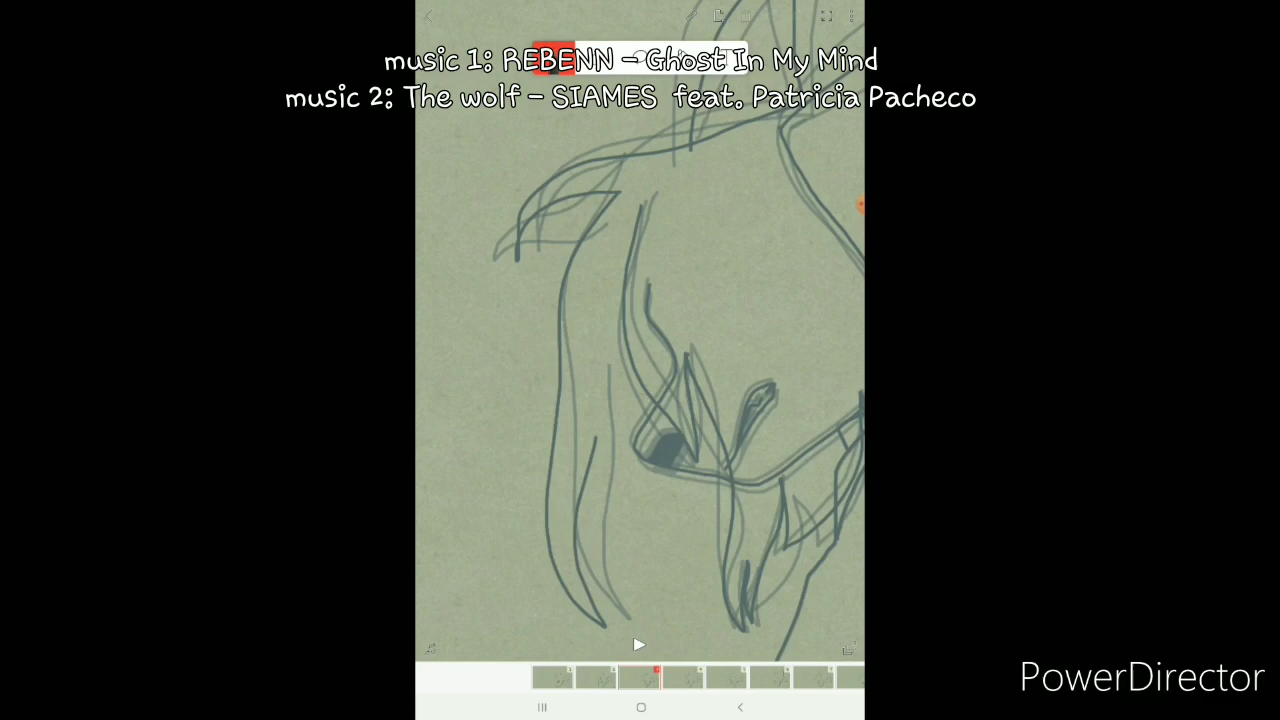 music 1: REBENN - Ghost In My Mind
music 2: The wolf - SIAMES feat. Patricia Pacheco
PowerDirector